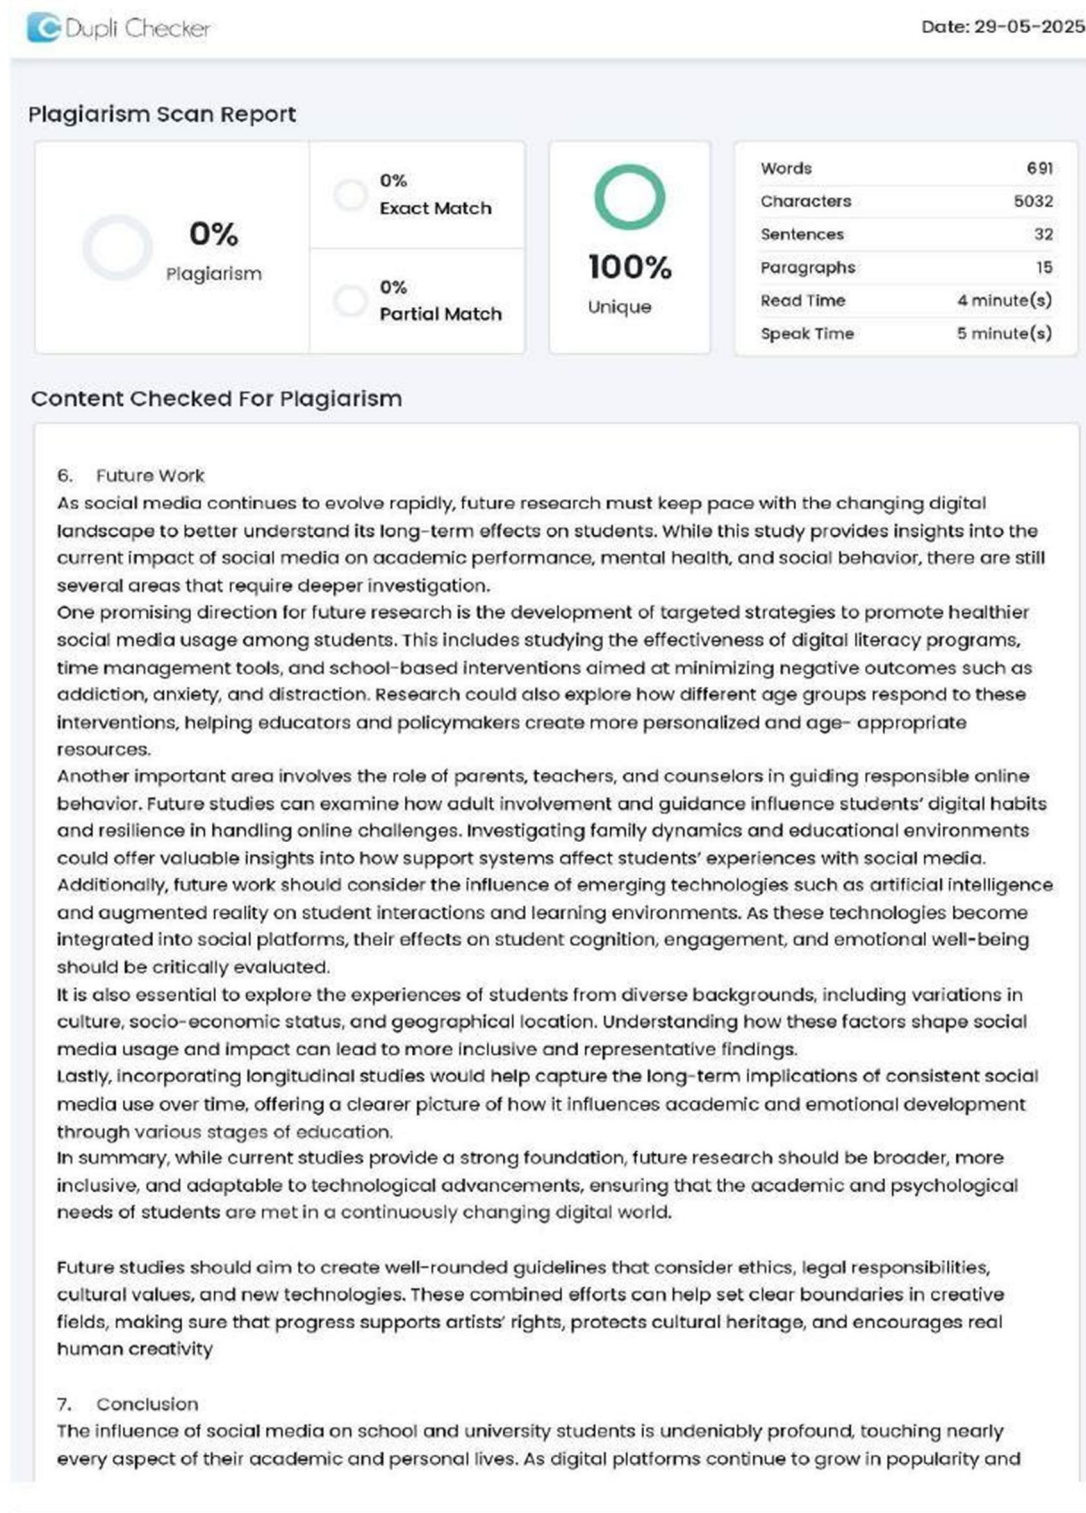 Dupli Checker
Date: 29-05-2025
Plagiarism Scan Report
0%
Plagiarism
0%
Exact Match
0%
Partial Match
100%
Unique
Words 691
Characters 5032
Sentences 32
Paragraphs 15
Read Time 4 minute(s)
Speak Time 5 minute(s)
Content Checked For Plagiarism
6. Future Work
As social media continues to evolve rapidly, future research must keep pace with the changing digital
landscape to better understand its long-term effects on students. While this study provides insights into the
current impact of social media on academic performance, mental health, and social behavior, there are still
several areas that require deeper investigation.
One promising direction for future research is the development of targeted strategies to promote healthier
social media usage among students. This includes studying the effectiveness of digital literacy programs,
time management tools, and school-based interventions aimed at minimizing negative outcomes such as
addiction, anxiety, and distraction. Research could also explore how different age groups respond to these
interventions, helping educators and policymakers create more personalized and age- appropriate
resources.
Another important area involves the role of parents, teachers, and counselors in guiding responsible online
behavior. Future studies can examine how adult involvement and guidance influence students' digital habits
and resilience in handling online challenges. Investigating family dynamics and educational environments
could offer valuable insights into how support systems affect students' experiences with social media.
Additionally, future work should consider the influence of emerging technologies such as artificial intelligence
and augmented reality on student interactions and learning environments. As these technologies become
integrated into social platforms, their effects on student cognition, engagement, and emotional well-being
should be critically evaluated.
It is also essential to explore the experiences of students from diverse backgrounds, including variations in
culture, socio-economic status, and geographical location. Understanding how these factors shape social
media usage and impact can lead to more inclusive and representative findings.
Lastly, incorporating longitudinal studies would help capture the long-term implications of consistent social
media use over time, offering a clearer picture of how it influences academic and emotional development
through various stages of education.
In summary, while current studies provide a strong foundation, future research should be broader, more
inclusive, and adaptable to technological advancements, ensuring that the academic and psychological
needs of students are met in a continuously changing digital world.
Future studies should aim to create well-rounded guidelines that consider ethics, legal responsibilities,
cultural values, and new technologies. These combined efforts can help set clear boundaries in creative
fields, making sure that progress supports artists' rights, protects cultural heritage, and encourages real
human creativity
7. Conclusion
The influence of social media on school and university students is undeniably profound, touching nearly
every aspect of their academic and personal lives. As digital platforms continue to grow in popularity and